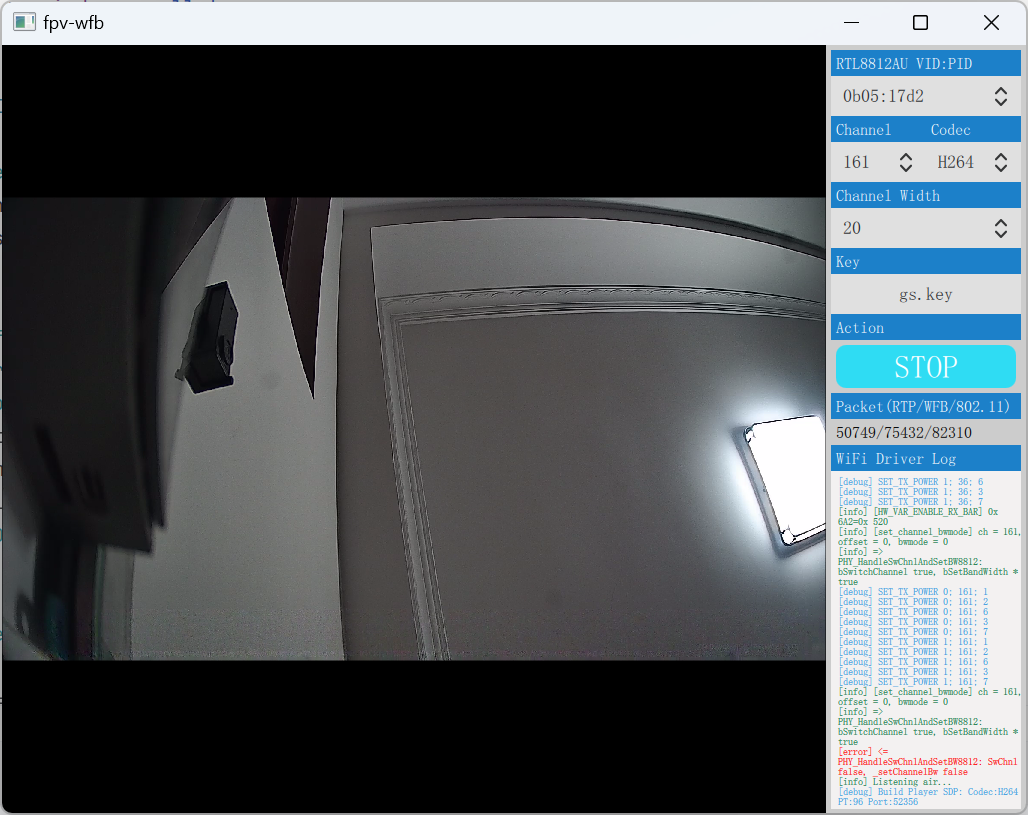 fpv-wfb
RTL8812AU VID:PID
0b05:17d2
Channel Codec
161 H264
Channel Width
20
Key
gs.key
Action
STOP
Packet(RTP/WFB/802.11)
50749/75432/82310
WiFi Driver Log
[debug] SET_TX_POWER 1; 36; 6
[debug] SET_TX_POWER 1; 36; 3
[debug] SET_TX_POWER 1; 36; 7
[info] [HW_VAR_ENABLE_RX_BAR] 0x
6A2=0x 520
[info] [set_channel_bwmode] ch = 161,
offset = 0, bwmode = 0
[info] =>
PHY_HandleSwChnlAndSetBW8812:
bSwitchChannel true, bSetBandWidth *
true
[debug] SET_TX_POWER 0; 161; 1
[debug] SET_TX_POWER 0; 161; 2
[debug] SET_TX_POWER 0; 161; 6
[debug] SET_TX_POWER 0; 161; 3
[debug] SET_TX_POWER 0; 161; 7
[debug] SET_TX_POWER 1; 161; 1
[debug] SET_TX_POWER 1; 161; 2
[debug] SET_TX_POWER 1; 161; 6
[debug] SET_TX_POWER 1; 161; 3
[debug] SET_TX_POWER 1; 161; 7
[info] [set_channel_bwmode] ch = 161,
offset = 0, bwmode = 0
[info] =>
PHY_HandleSwChnlAndSetBW8812:
bSwitchChannel true, bSetBandWidth *
true
[error] <=
PHY_HandleSwChnlAndSetBW8812: SwChnl
false, _setChannelBw false
[info] Listening air...
[debug] Build Player SDP: Codec:H264
PT:96 Port:52356